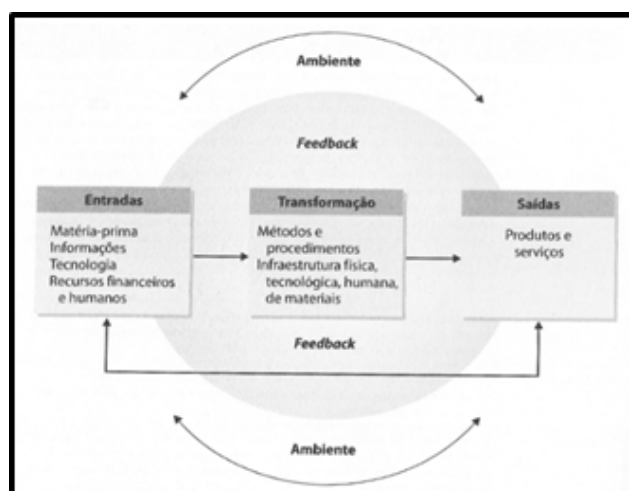 Ambiente
Feedback
Entradas
Matéria-prima
Informações
Tecnologia
Recursos financeiros
e humanos
Transformação
Métodos e
procedimentos
Infraestrutura física,
tecnológica, humana,
de materiais
Saídas
Produtos e
serviços
Feedback
Ambiente